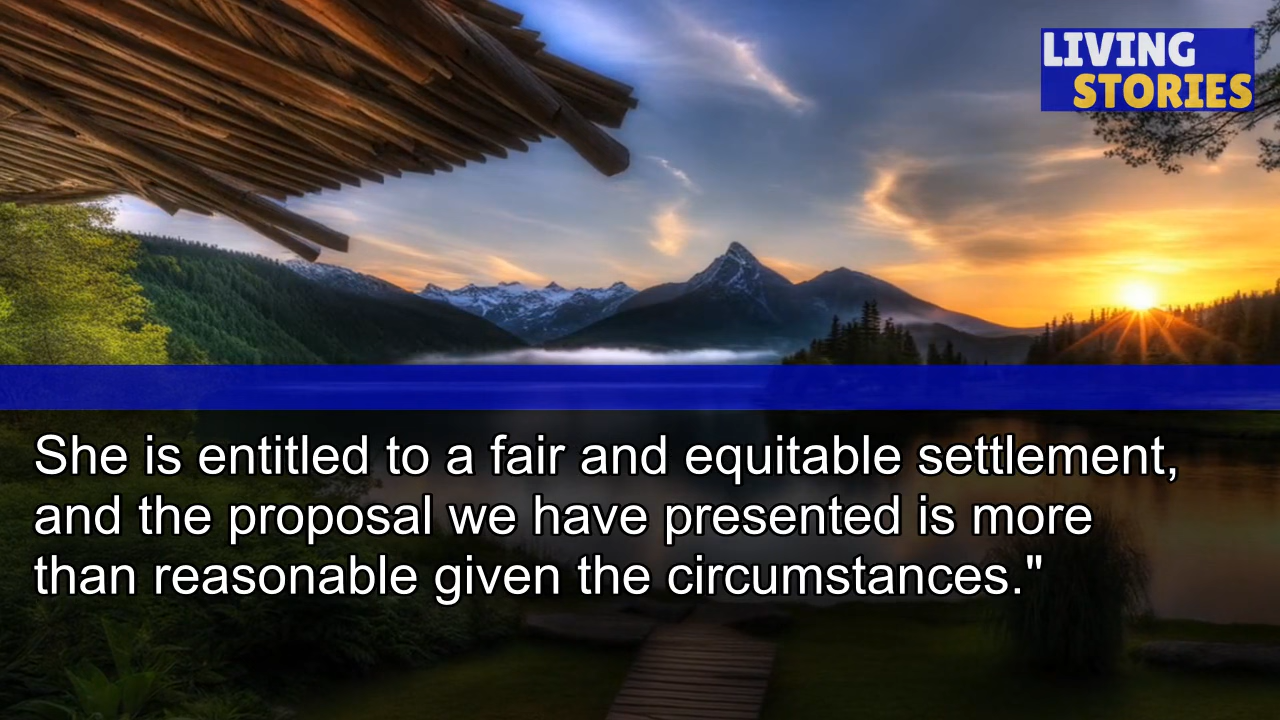 LIVING
STORIES
She is entitled to a fair and equitable settlement,
and the proposal we have presented is more
than reasonable given the circumstances."